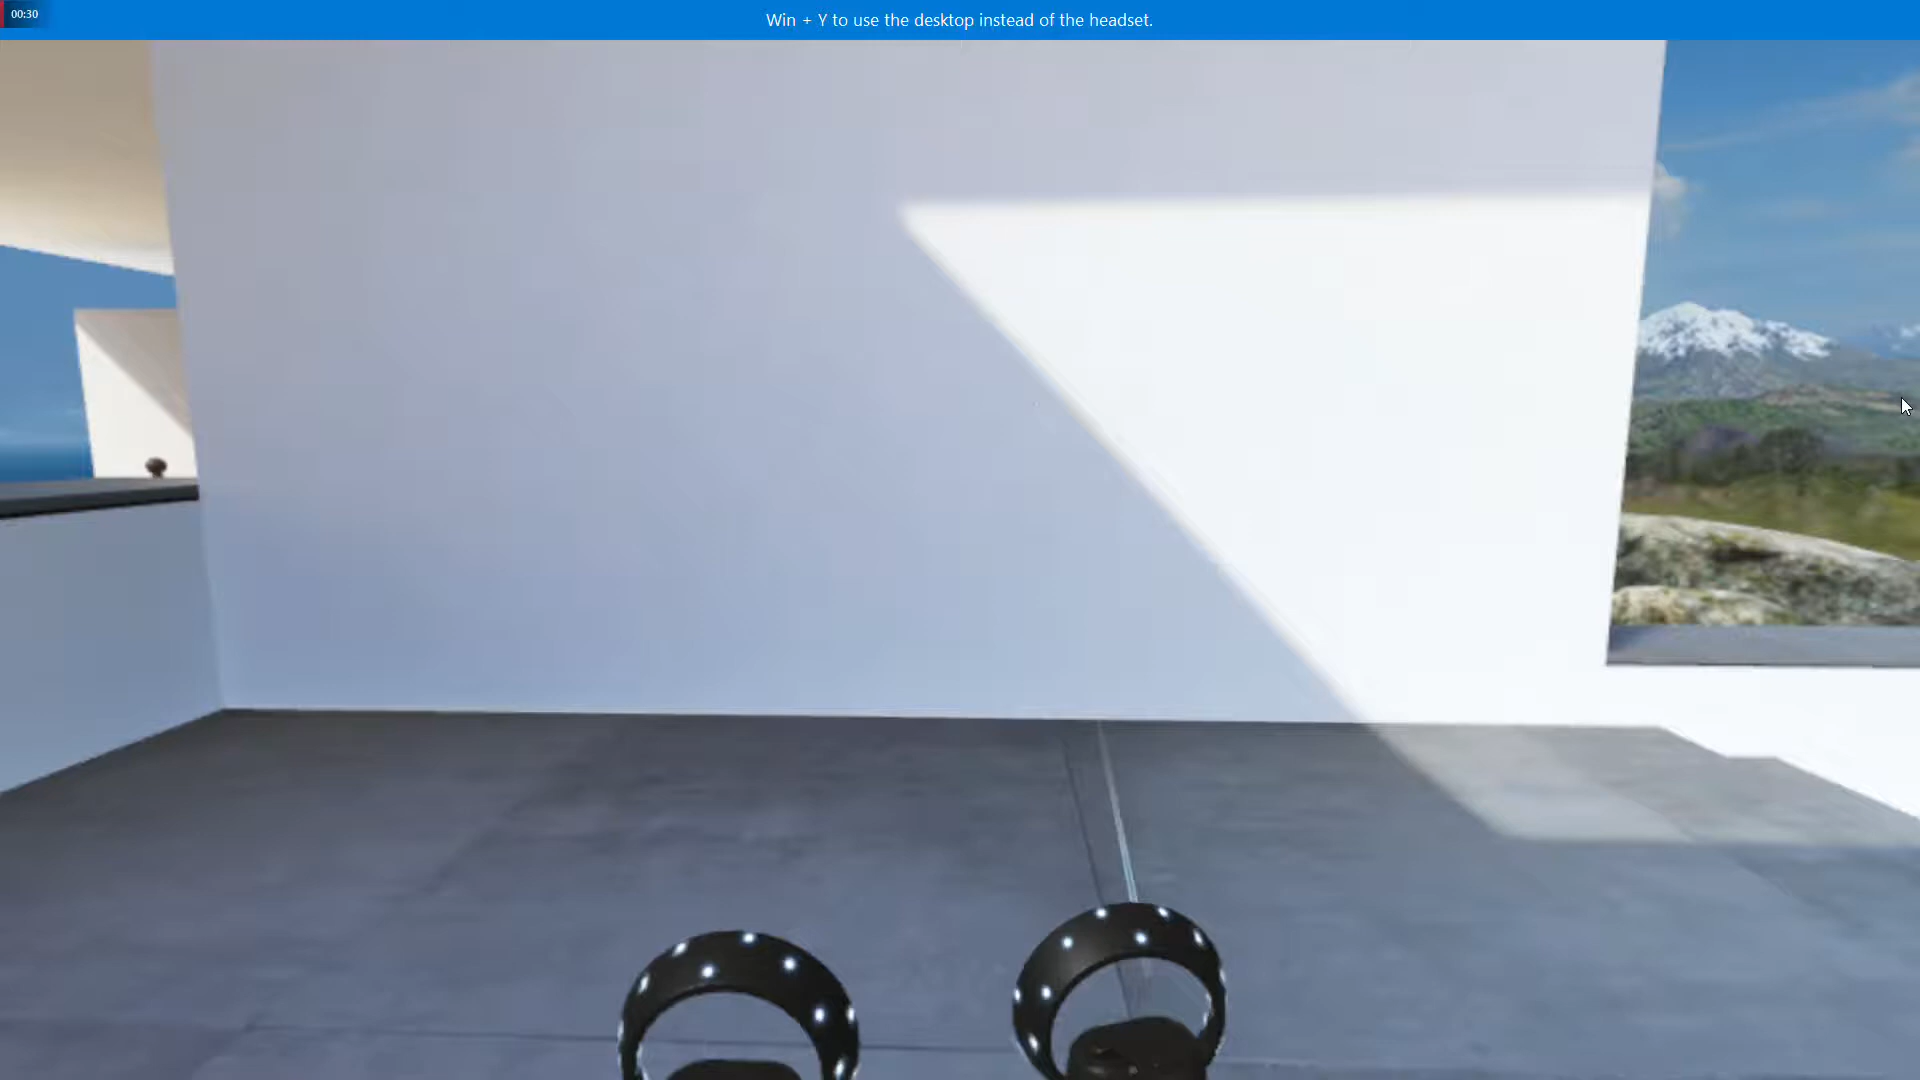 00:30
Win + Y to use the desktop instead of the headset.